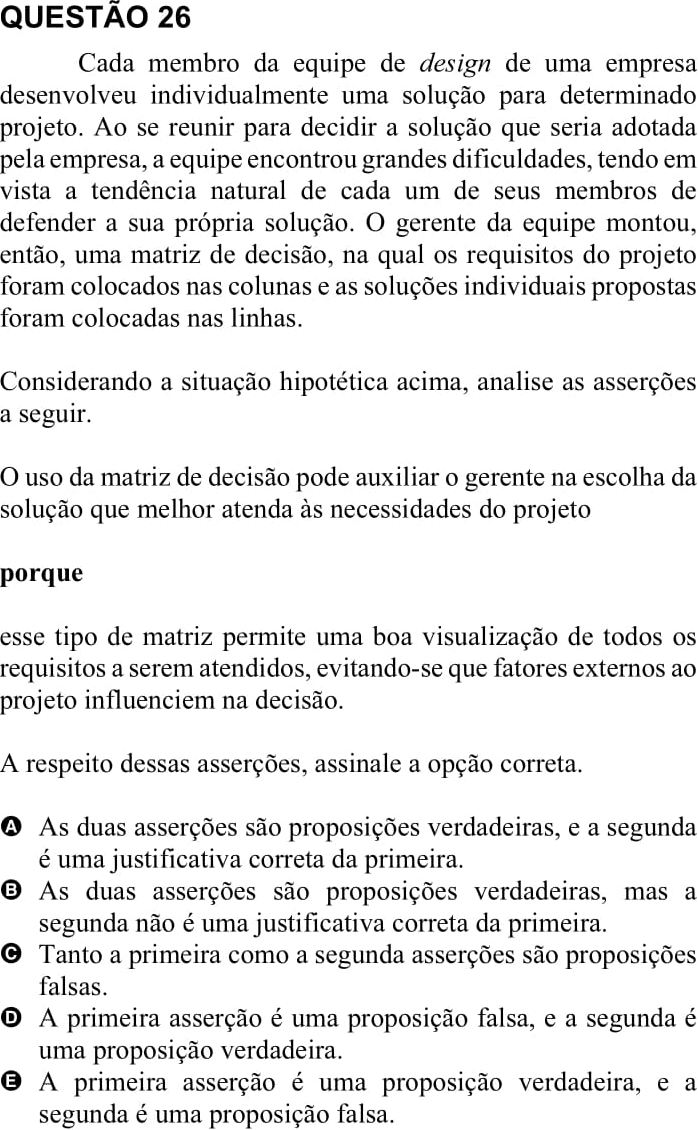 QUESTÃO 26
Cada membro da equipe de design de uma empresa
desenvolveu individualmente uma solução para determinado
projeto. Ao se reunir para decidir a solução que seria adotada
pela empresa, a equipe encontrou grandes dificuldades, tendo em
vista a tendência natural de cada um de seus membros de
defender a sua própria solução. O gerente da equipe montou,
então, uma matriz de decisão, na qual os requisitos do projeto
foram colocados nas colunas e as soluções individuais propostas
foram colocadas nas linhas.
Considerando a situação hipotética acima, analise as asserções
a seguir.
O uso da matriz de decisão pode auxiliar o gerente na escolha da
solução que melhor atenda às necessidades do projeto
porque
esse tipo de matriz permite uma boa visualização de todos os
requisitos a serem atendidos, evitando-se que fatores externos ao
projeto influenciem na decisão.
A respeito dessas asserções, assinale a opção correta.
A As duas asserções são proposições verdadeiras, e a segunda
é uma justificativa correta da primeira.
B As duas asserções são proposições verdadeiras, mas a
segunda não é uma justificativa correta da primeira.
C Tanto a primeira como a segunda asserções são proposições
falsas.
D A primeira asserção é uma proposição falsa, e a segunda é
uma proposição verdadeira.
E A primeira asserção é uma proposição verdadeira, e a
segunda é uma proposição falsa.